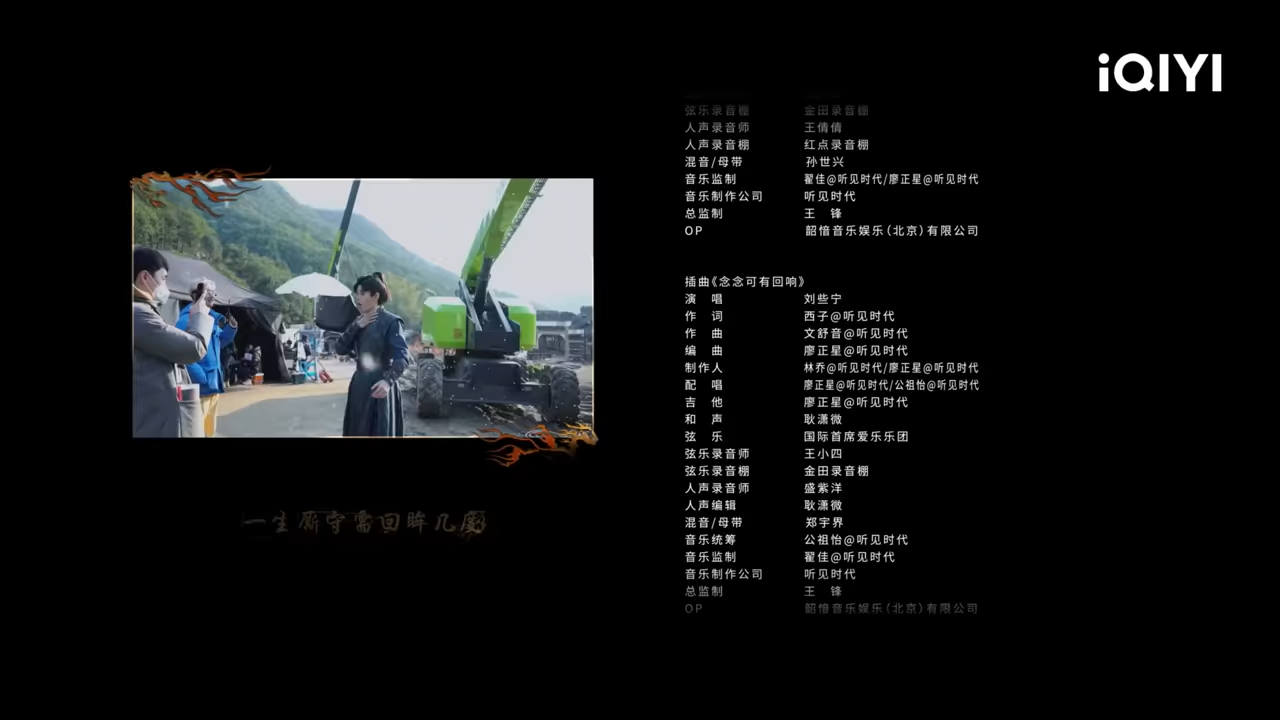 iQIYI
弦乐录音棚 金田录音棚
人声录音师 王倩倩
人声录音棚 红点录音棚
混音/母带 孙世兴
音乐监制 翟佳@听见时代/廖正星@听见时代
音乐制作公司 听见时代
总监制 王 锋
OP 韶愔音乐娱乐(北京)有限公司
插曲《念念可有回响》
演 唱 刘些宁
作 词 西子@听见时代
作 曲 文舒音@听见时代
编 曲 廖正星@听见时代
制作人 林乔@听见时代/廖正星@听见时代
配 唱 廖正星@听见时代/公祖怡@听见时代
吉 他 廖正星@听见时代
和 声 耿潇微
弦 乐 国际首席爱乐乐团
弦乐录音师 王小四
弦乐录音棚 金田录音棚
人声录音师 盛紫洋
人声编辑 耿潇微
混音/母带 郑宇界
音乐统筹 公祖怡@听见时代
音乐监制 翟佳@听见时代
音乐制作公司 听见时代
总监制 王 锋
OP 韶愔音乐娱乐(北京)有限公司
一生厮守需回眸几度